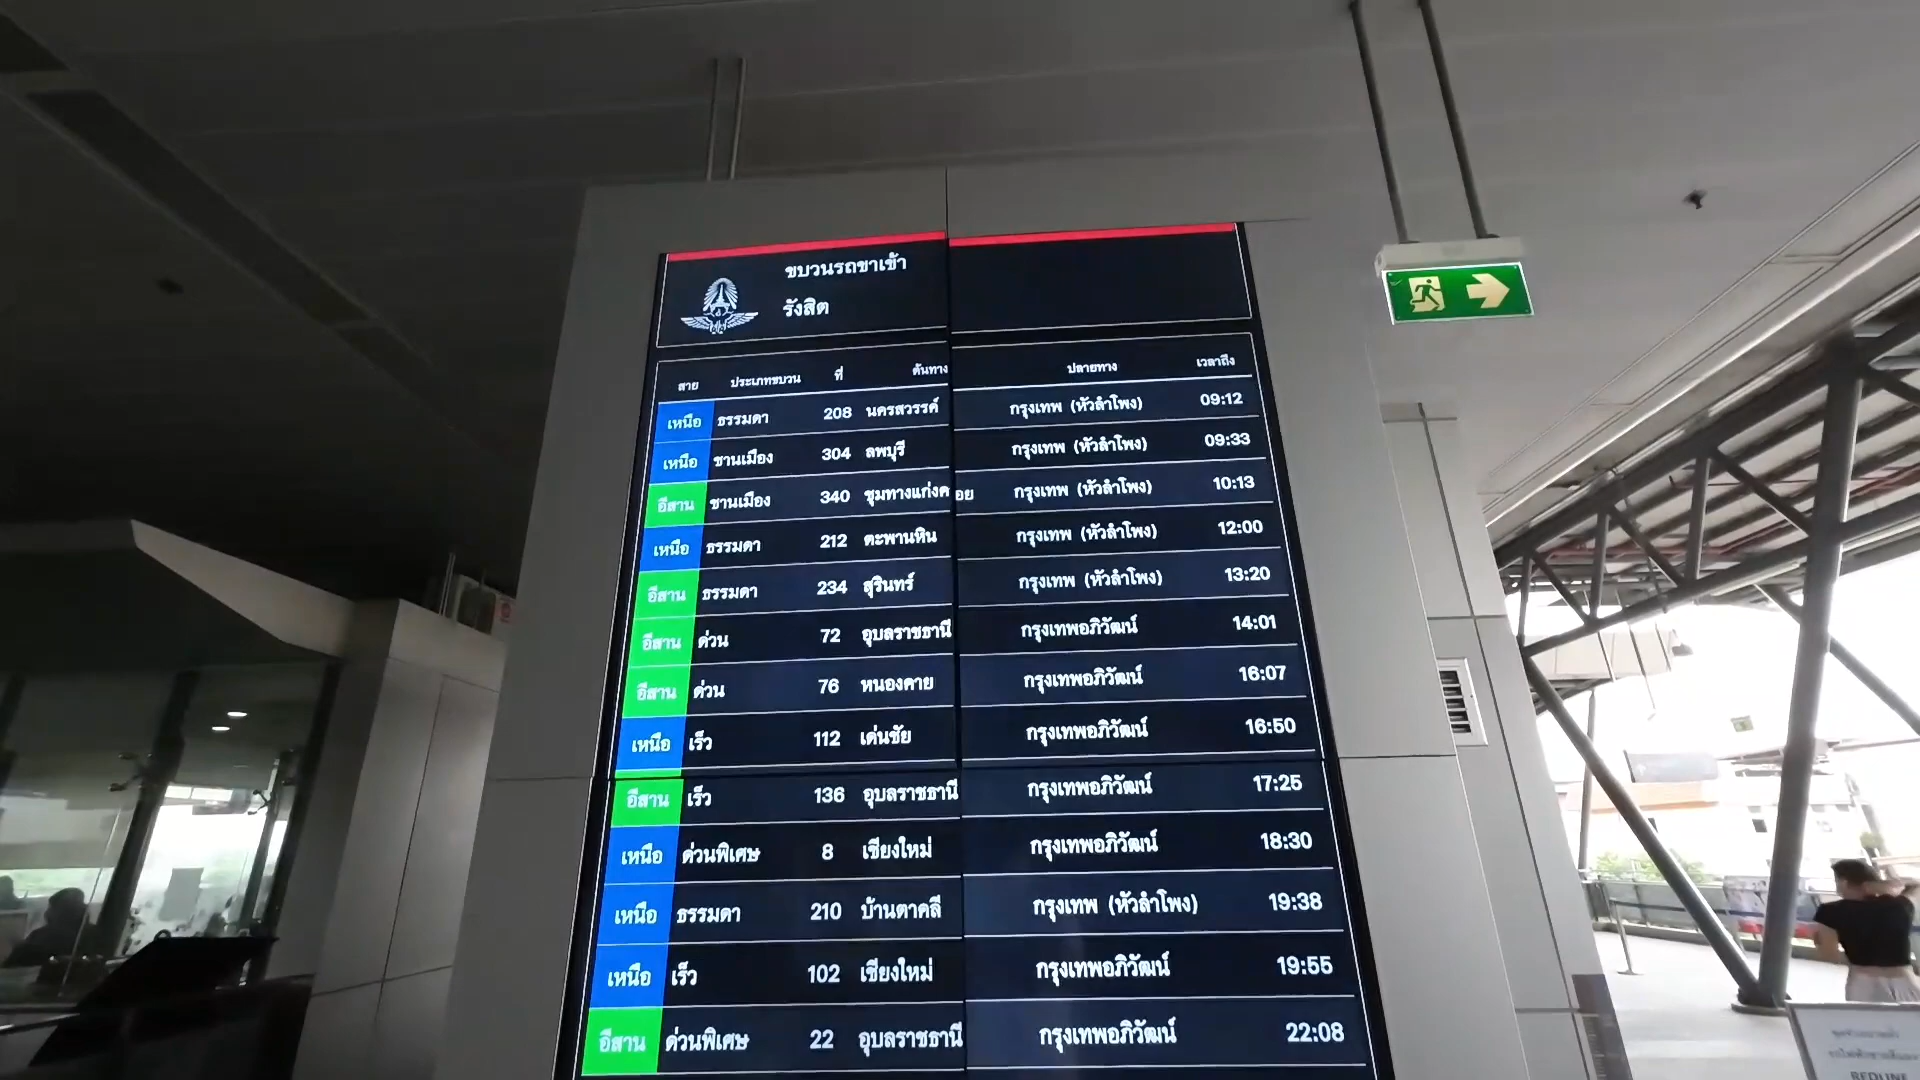 ขบวนรถขาเข้า
รังสิต
สาย ประเภทขบวน ที่ ต้นทาง ปลายทาง เวลาถึง
เหนือ ธรรมดา 208 นครสวรรค์ กรุงเทพ (หัวลำโพง) 09:12
เหนือ ชานเมือง 304 ลพบุรี กรุงเทพ (หัวลำโพง) 09:33
อีสาน ชานเมือง 340 ชุมทางแก่งคอย กรุงเทพ (หัวลำโพง) 10:13
เหนือ ธรรมดา 212 ตะพานหิน กรุงเทพ (หัวลำโพง) 12:00
อีสาน ธรรมดา 234 สุรินทร์ กรุงเทพ (หัวลำโพง) 13:20
อีสาน ด่วน 72 อุบลราชธานี กรุงเทพอภิวัฒน์ 14:01
อีสาน ด่วน 76 หนองคาย กรุงเทพอภิวัฒน์ 16:07
เหนือ เร็ว 112 เด่นชัย กรุงเทพอภิวัฒน์ 16:50
อีสาน เร็ว 136 อุบลราชธานี กรุงเทพอภิวัฒน์ 17:25
เหนือ ด่วนพิเศษ 8 เชียงใหม่ กรุงเทพอภิวัฒน์ 18:30
เหนือ ธรรมดา 210 บ้านตาคลี กรุงเทพ (หัวลำโพง) 19:38
เหนือ เร็ว 102 เชียงใหม่ กรุงเทพอภิวัฒน์ 19:55
อีสาน ด่วนพิเศษ 22 อุบลราชธานี กรุงเทพอภิวัฒน์ 22:08